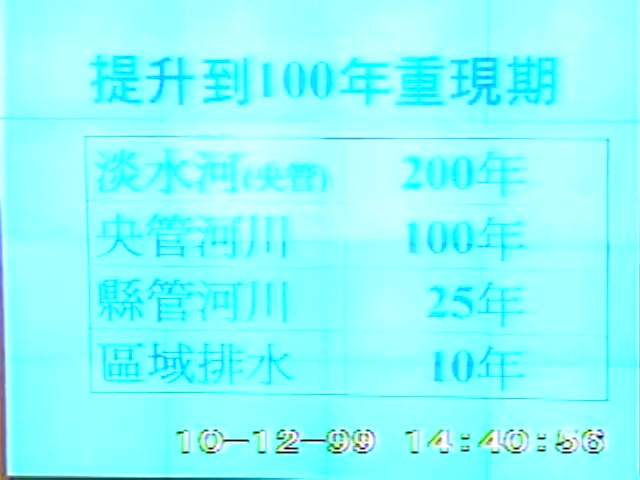 提升到100年重現期
淡水河(央管) 200年
央管河川 100年
縣管河川 25年
區域排水 10年
10-12-99 14:40:56